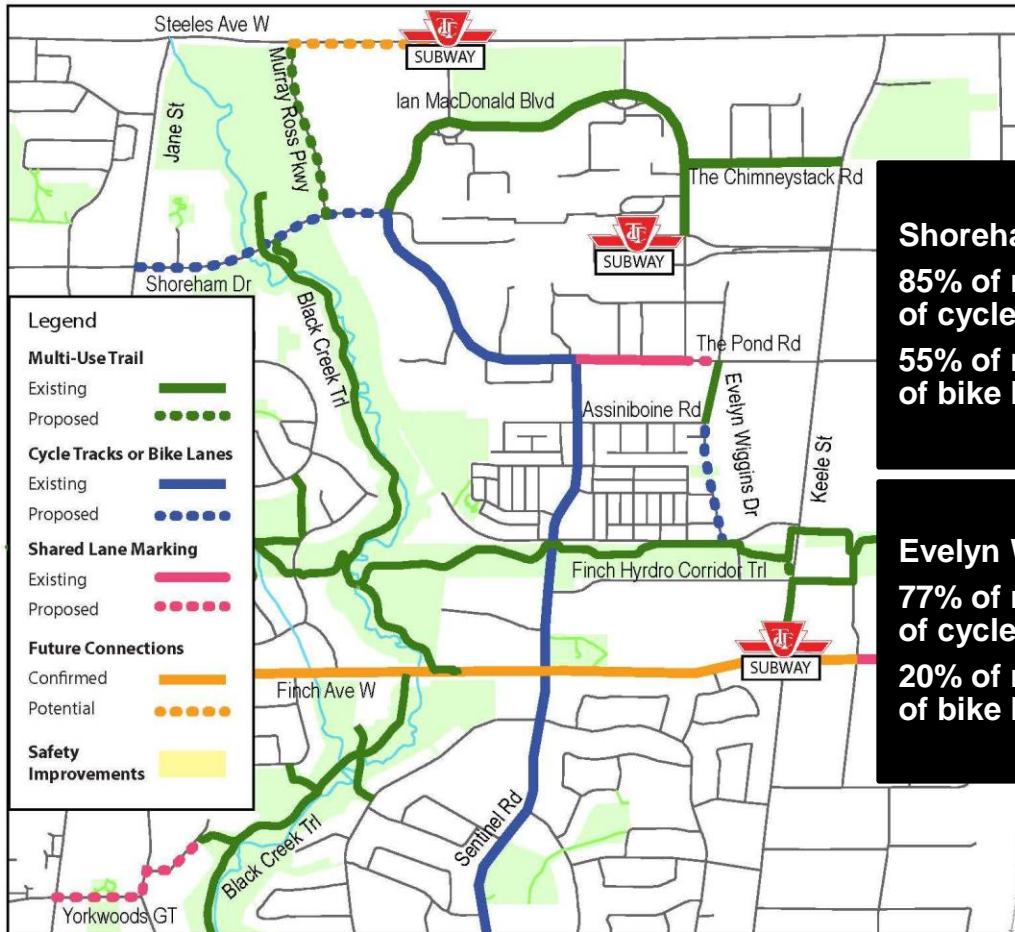 Steeles Ave W
TTC
SUBWAY
Murray Ross Pkwy
Jane St
Ian MacDonald Blvd
The Chimneystack Rd
TTC
SUBWAY
Shoreham Dr
Black Creek Trl
The Pond Rd
Assiniboine Rd
Evelyn Wiggins Dr
Keele St
Finch Hyrdro Corridor Trl
TTC
SUBWAY
Finch Ave W
Sentinel Rd
Black Creek Trl
Yorkwoods GT
Legend
Multi-Use Trail
Existing
Proposed
Cycle Tracks or Bike Lanes
Existing
Proposed
Shared Lane Marking
Existing
Proposed
Future Connections
Confirmed
Potential
Safety
Improvements
85% of
of cycle
55% of
of bike
Evelyn
77% of
of cycle
20% of
of bike